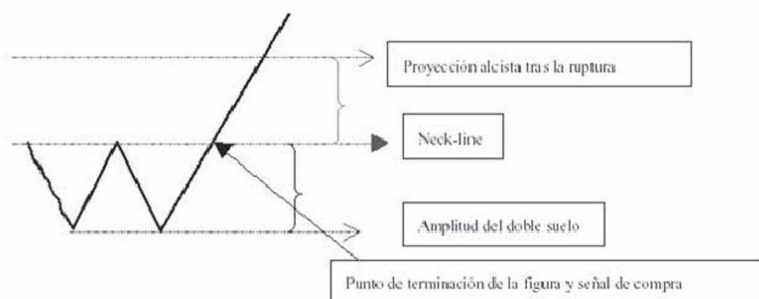 Proyección alcista tras la ruptura
Neck-line
Amplitud del doble suelo
Punto de terminación de la figura y señal de compra